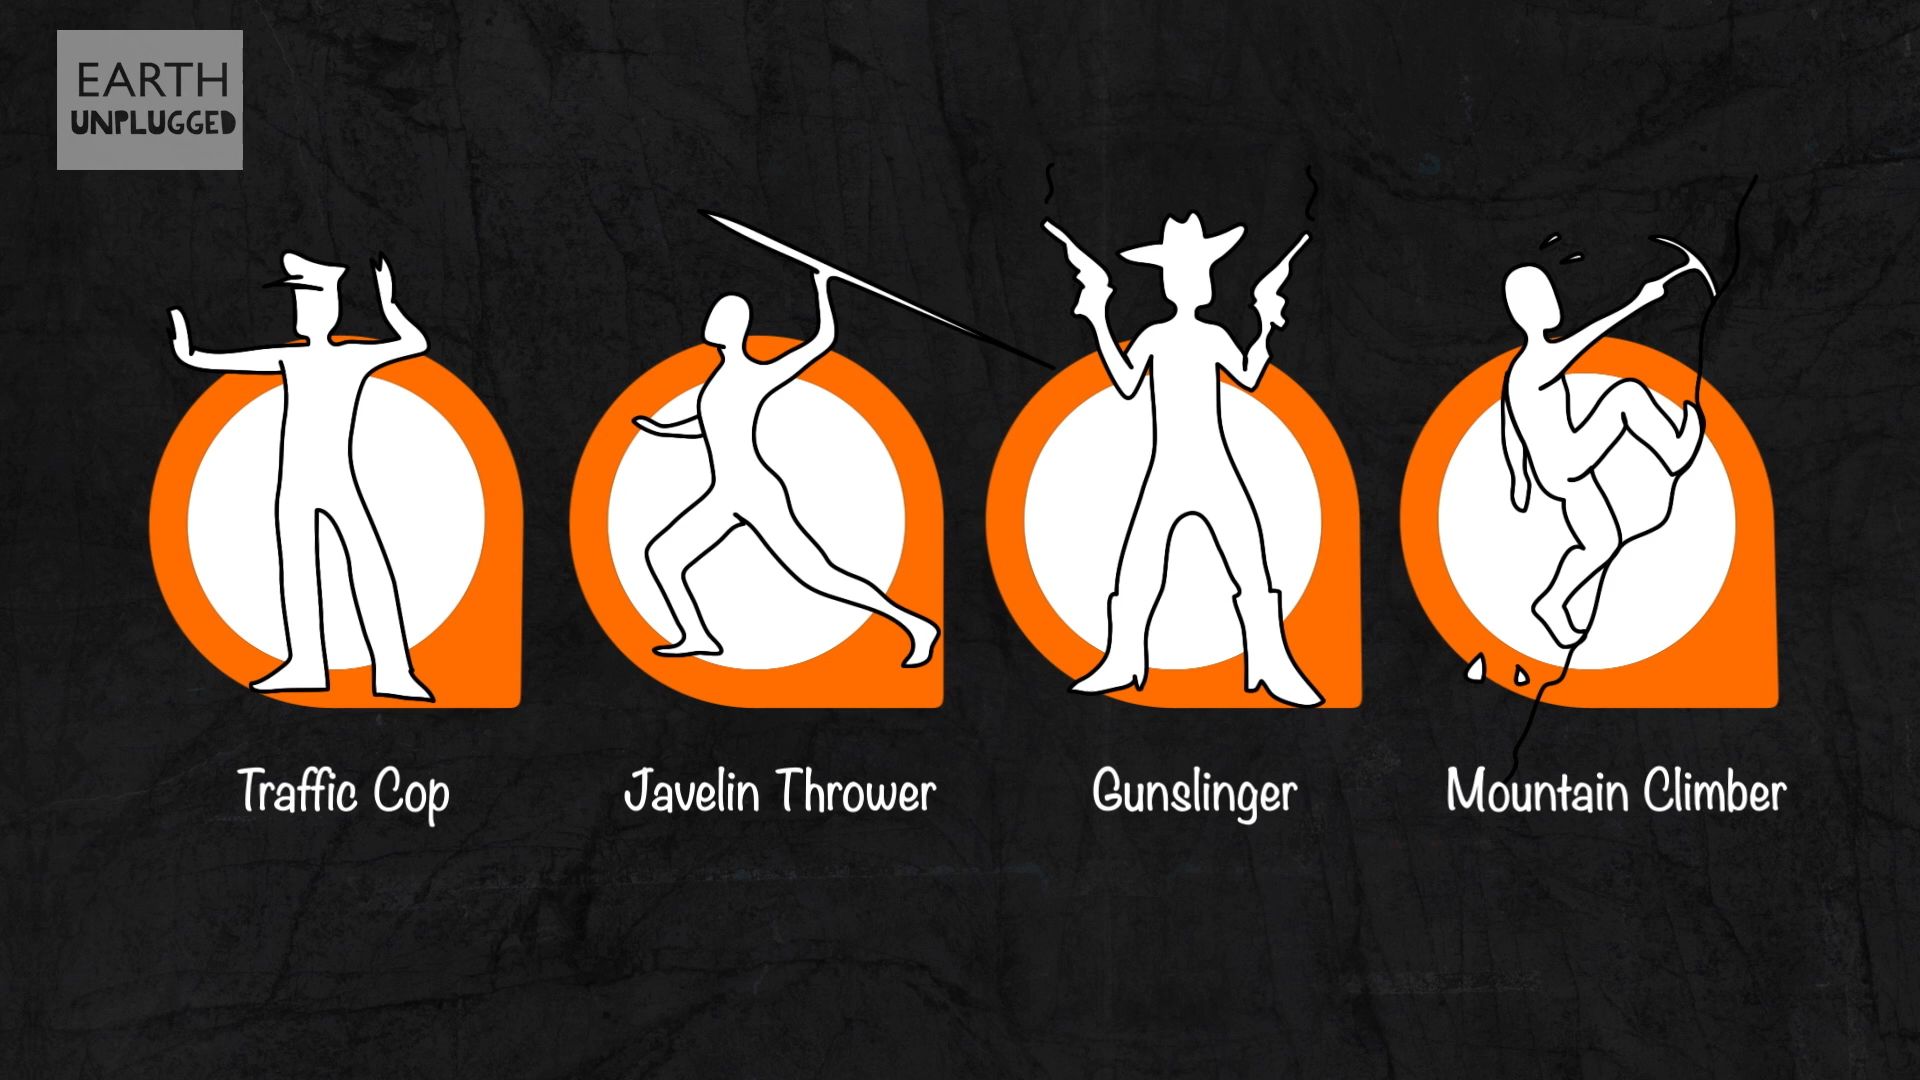 EARTH
UNPLUGGED
Traffic Cop
Javelin Thrower
Gunslinger
Mountain Climber